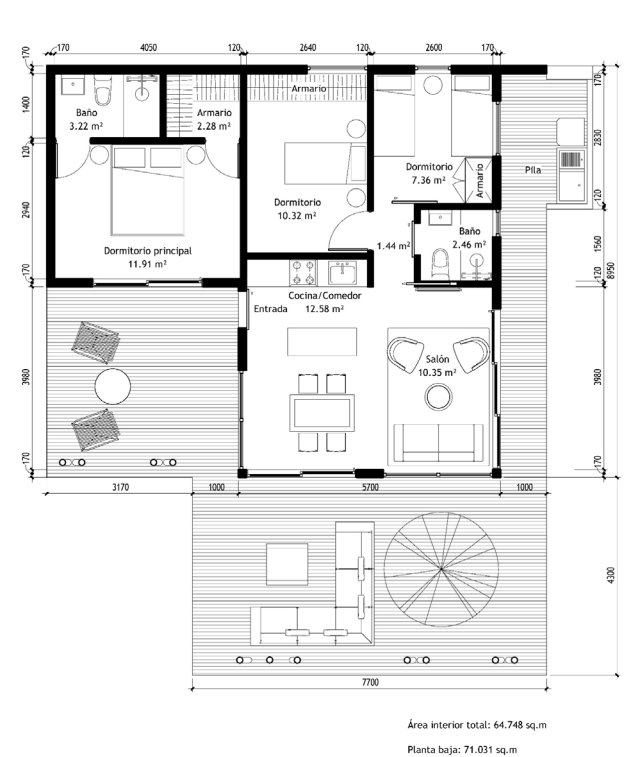 170 4050 120 2640 120 2600 170
170
1400
120
2940
170
3980
170
Baño
3.22 m²
Armario
2.28 m²
Armario
Dormitorio
10.32 m²
Dormitorio
7.36 m²
Armario
Pila
170
2830
120
1560
120
8950
3980
170
Dormitorio principal
11.91 m²
1.44 m²
Baño
2.46 m²
Cocina/Comedor
12.58 m²
Entrada
Salón
10.35 m²
3170 1000 5700 1000
4300
7700
Área interior total: 64.748 sq.m
Planta baja: 71.031 sq.m